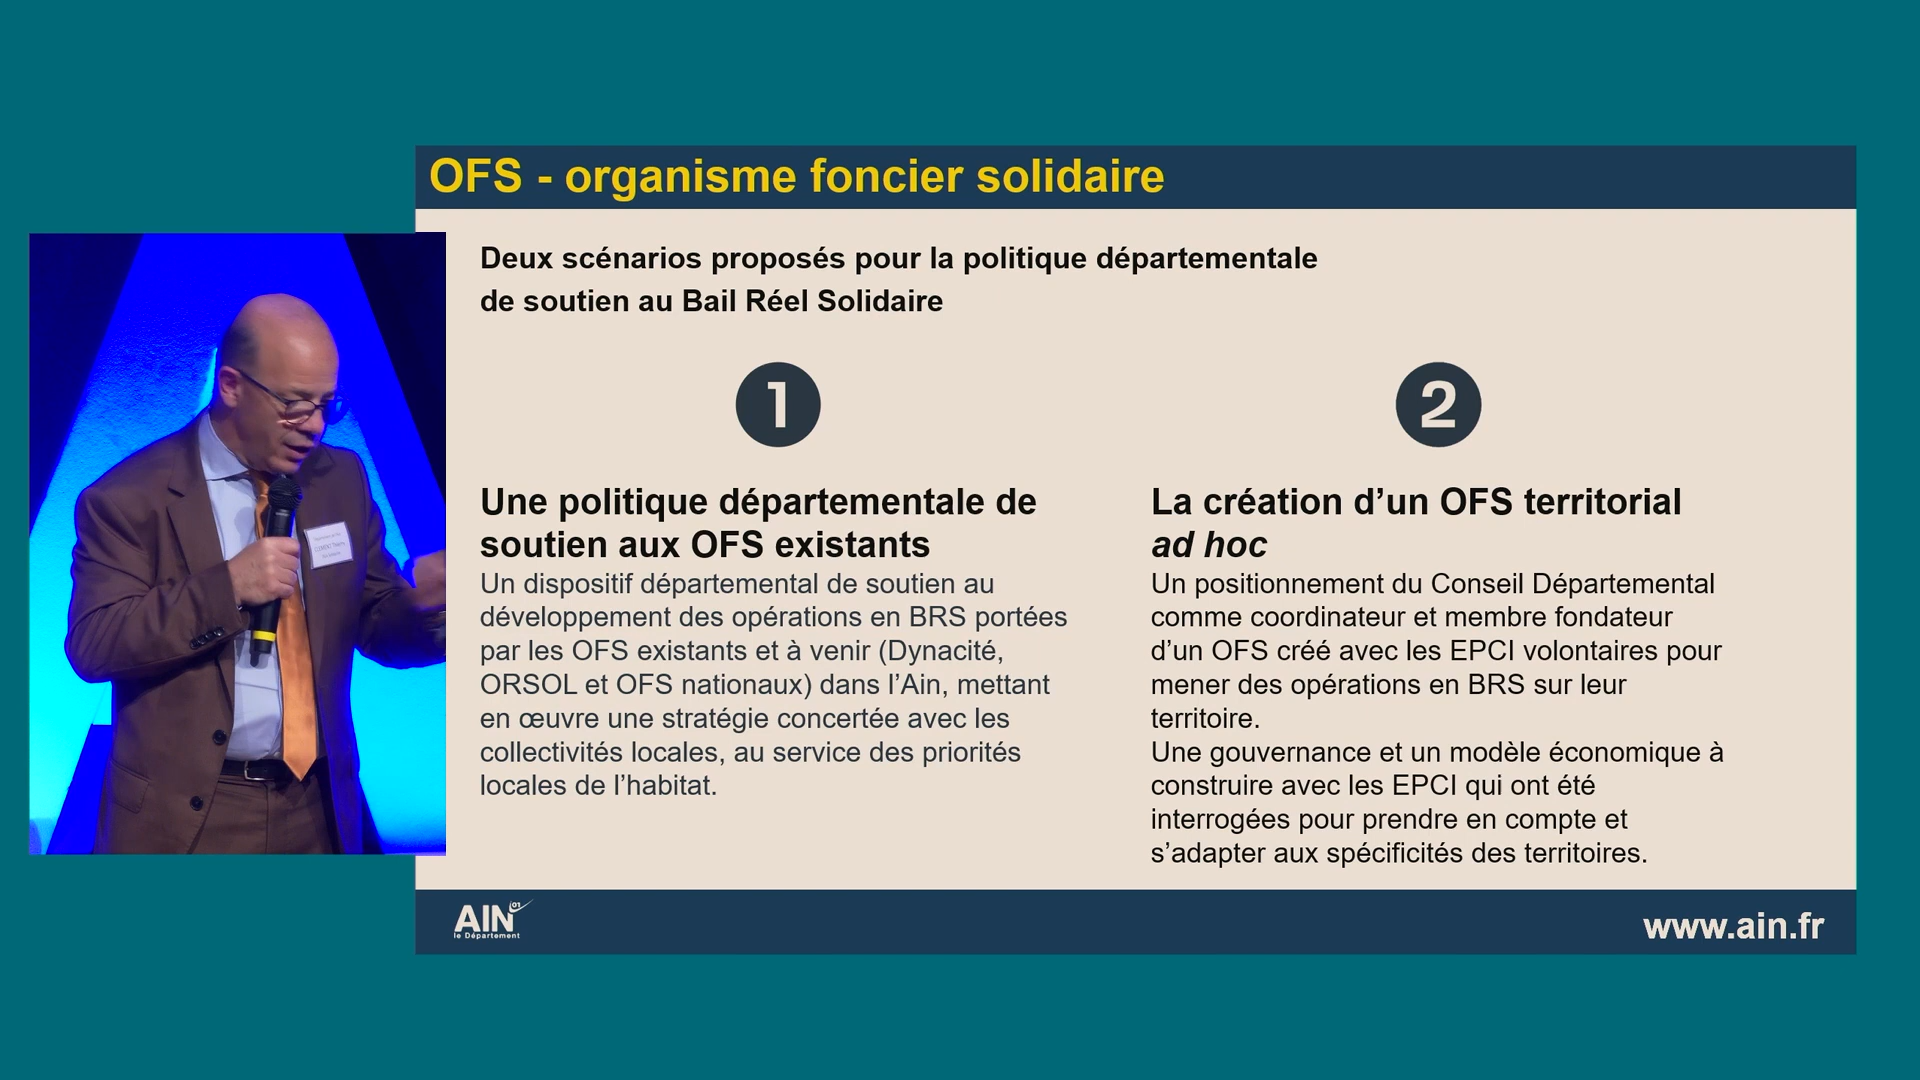 OFS - organisme foncier solidaire
Deux scénarios proposés pour la politique départementale
de soutien au Bail Réel Solidaire
1
Une politique départementale de
soutien aux OFS existants
Un dispositif départemental de soutien au
développement des opérations en BRS portées
par les OFS existants et à venir (Dynacité,
ORSOL et OFS nationaux) dans l’Ain, mettant
en œuvre une stratégie concertée avec les
collectivités locales, au service des priorités
locales de l’habitat.
2
La création d’un OFS territorial
ad hoc
Un positionnement du Conseil Départemental
comme coordinateur et membre fondateur
d’un OFS créé avec les EPCI volontaires pour
mener des opérations en BRS sur leur
territoire.
Une gouvernance et un modèle économique à
construire avec les EPCI qui ont été
interrogées pour prendre en compte et
s’adapter aux spécificités des territoires.
CLEMENT
AIN 01
le Département
www.ain.fr